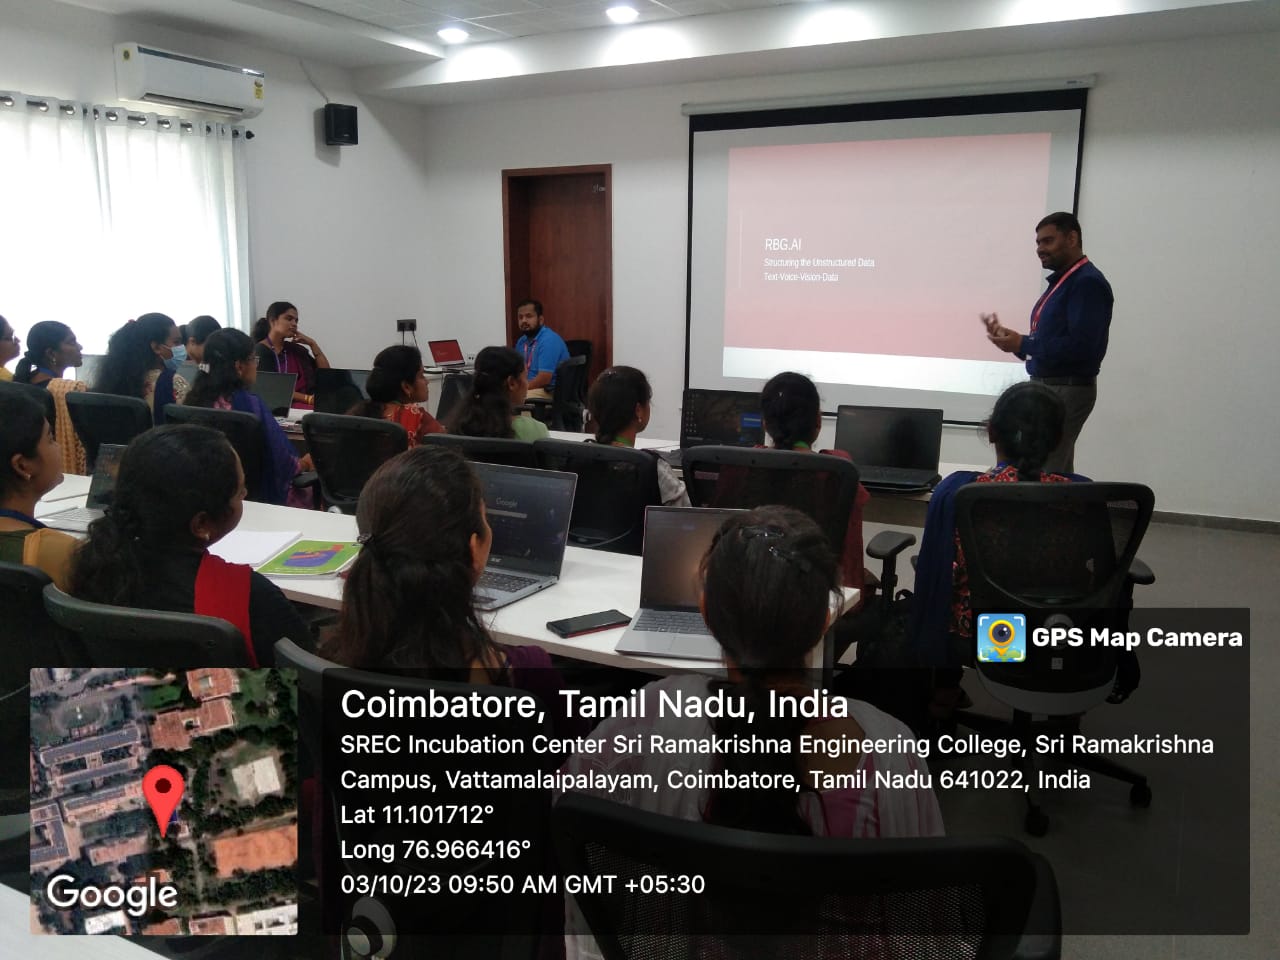 RBG.AI
Structuring the Unstructured Data
Text-Voice-Vision-Data
Google
GPS Map Camera
Coimbatore, Tamil Nadu, India
SREC Incubation Center Sri Ramakrishna Engineering College, Sri Ramakrishna
Campus, Vattamalaipalayam, Coimbatore, Tamil Nadu 641022, India
Lat 11.101712°
Long 76.966416°
03/10/23 09:50 AM GMT +05:30
Google